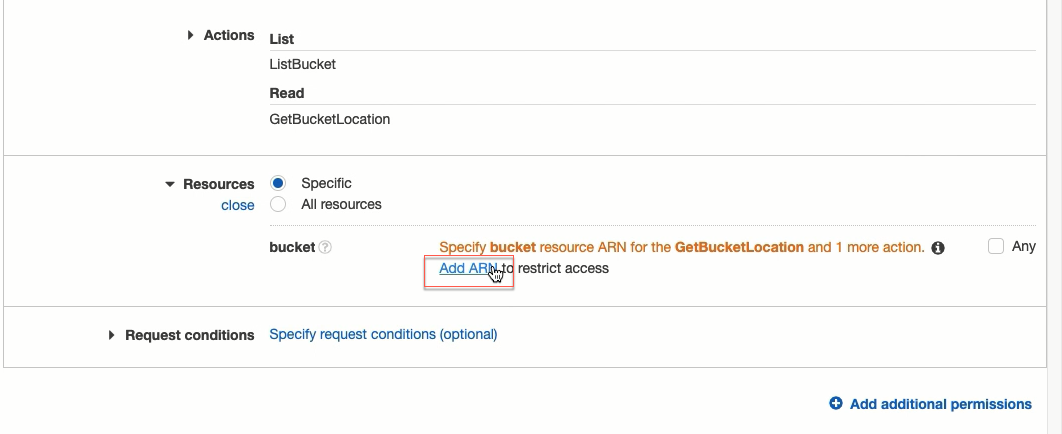 Actions
List
ListBucket
Read
GetBucketLocation
Resources
Specific
close
All resources
bucket ?
Specify bucket resource ARN for the GetBucketLocation and 1 more action. i
Any
Add ARN to restrict access
Request conditions
Specify request conditions (optional)
Add additional permissions